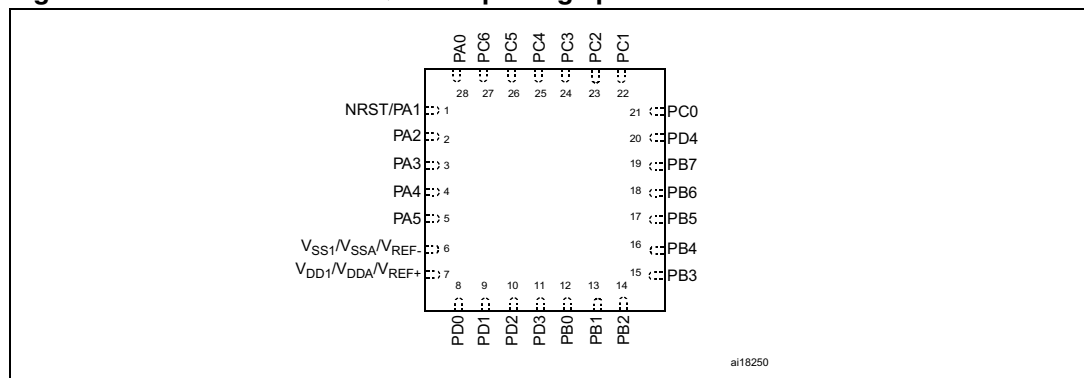 PA0 PC6 PC5 PC4 PC3 PC2 PC1
28 27 26 25 24 23 22
NRST/PA1 1 21 PC0
PA2 2 20 PD4
PA3 3 19 PB7
PA4 4 18 PB6
PA5 5 17 PB5
VSS1/VSSA/VREF- 6 16 PB4
VDD1/VDDA/VREF+ 7 15 PB3
8 9 10 11 12 13 14
PD0 PD1 PD2 PD3 PB0 PB1 PB2
ai18250